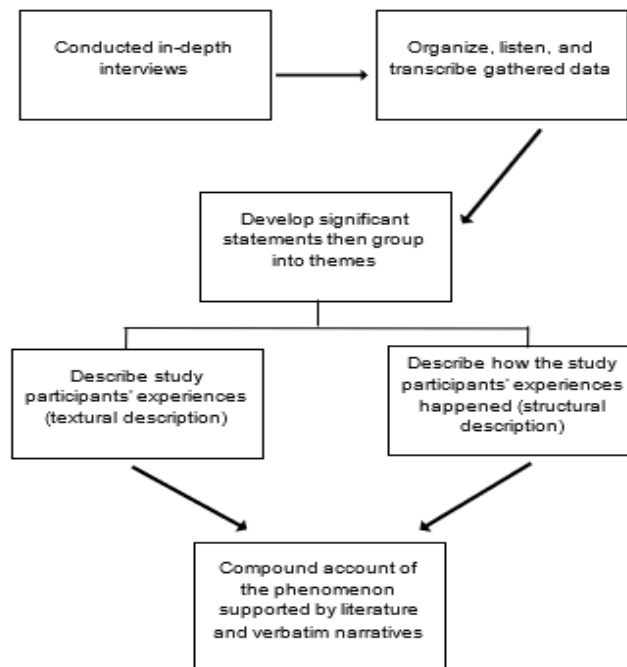 Conducted in-depth
interviews
Organize, listen, and
transcribe gathered data
Develop significant
statements then group
into themes
Describe study
participants' experiences
(textural description)
Describe how the study
participants' experiences
happened (structural
description)
Compound account of
the phenomenon
supported by literature
and verbatim narratives